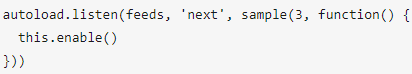 autoload.listen(feeds, 'next', sample(3, function() {
  this.enable()
}))